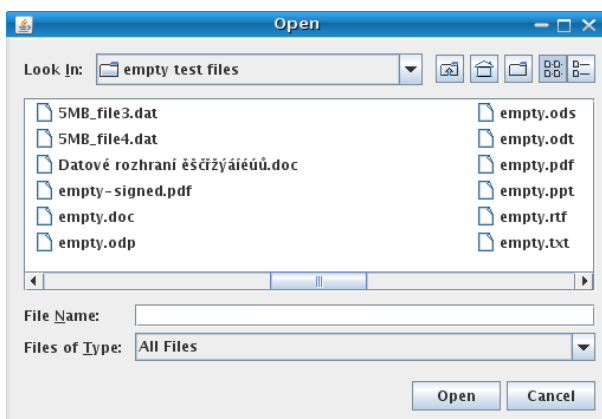 Open
Look In: empty test files
5MB_file3.dat
5MB_file4.dat
Datové rozhraní ěščřžýáíéúů.doc
empty-signed.pdf
empty.doc
empty.odp
empty.ods
empty.odt
empty.pdf
empty.ppt
empty.rtf
empty.txt
File Name:
Files of Type: All Files
Open Cancel